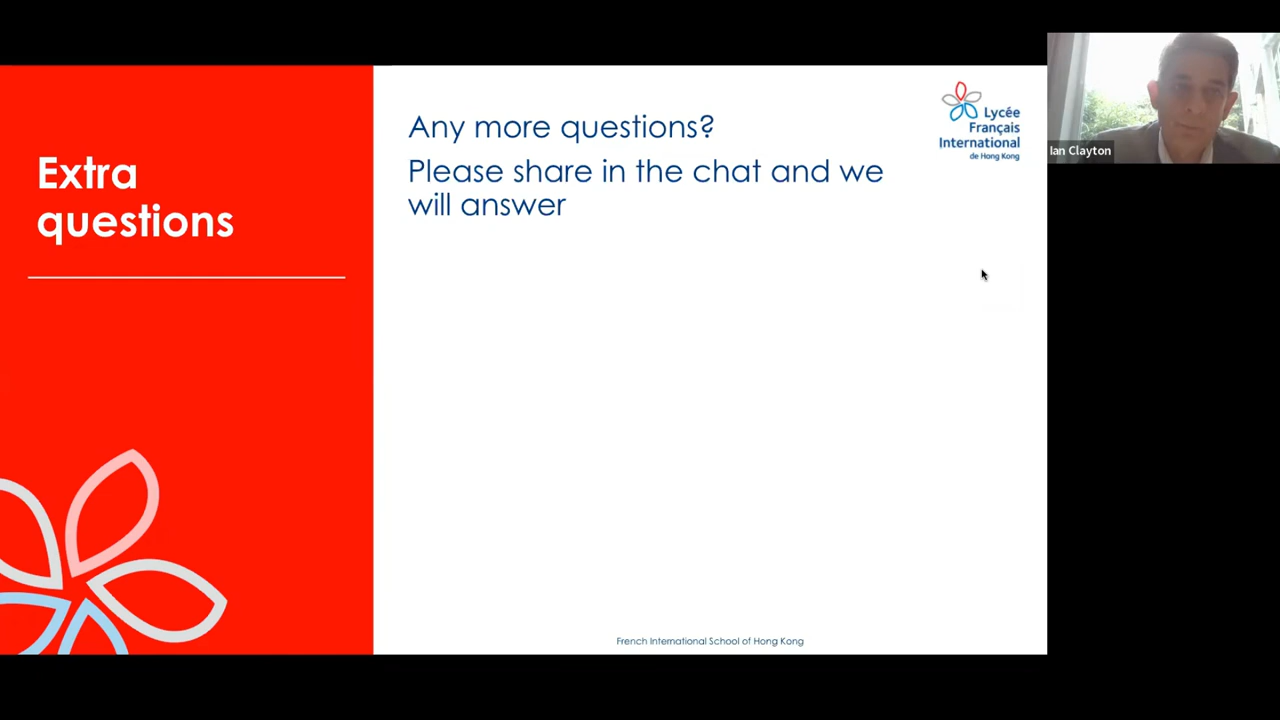 Extra
questions
Any more questions?
Please share in the chat and we
will answer
Lycée
Français
International
de Hong Kong
Ian Clayton
French International School of Hong Kong